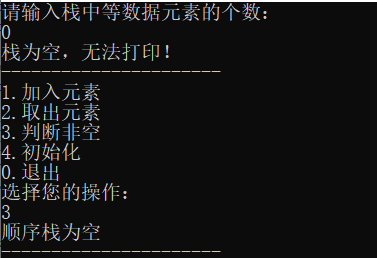 请输入栈中等数据元素的个数:
0
栈为空，无法打印!
----------------------
1.加入元素
2.取出元素
3.判断非空
4.初始化
0.退出
选择您的操作:
3
顺序栈为空
----------------------